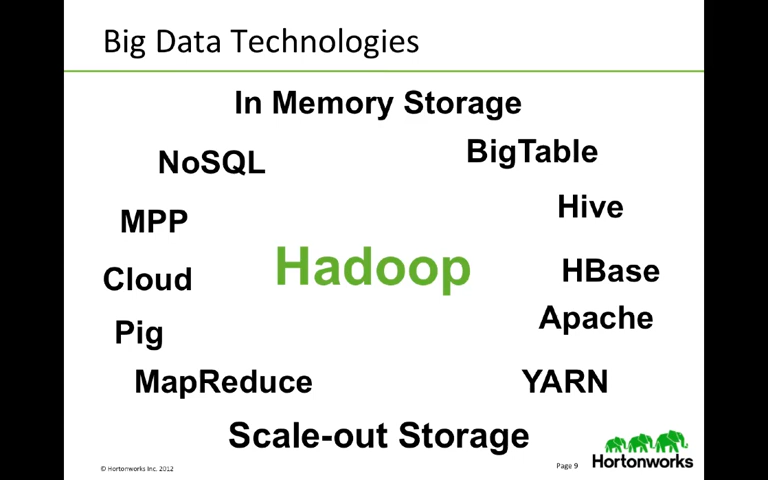 Big Data Technologies
In Memory Storage
NoSQL
BigTable
MPP
Hive
Cloud
Hadoop
HBase
Pig
Apache
MapReduce
YARN
Scale-out Storage
© Hortonworks Inc. 2012
Page 9
Hortonworks